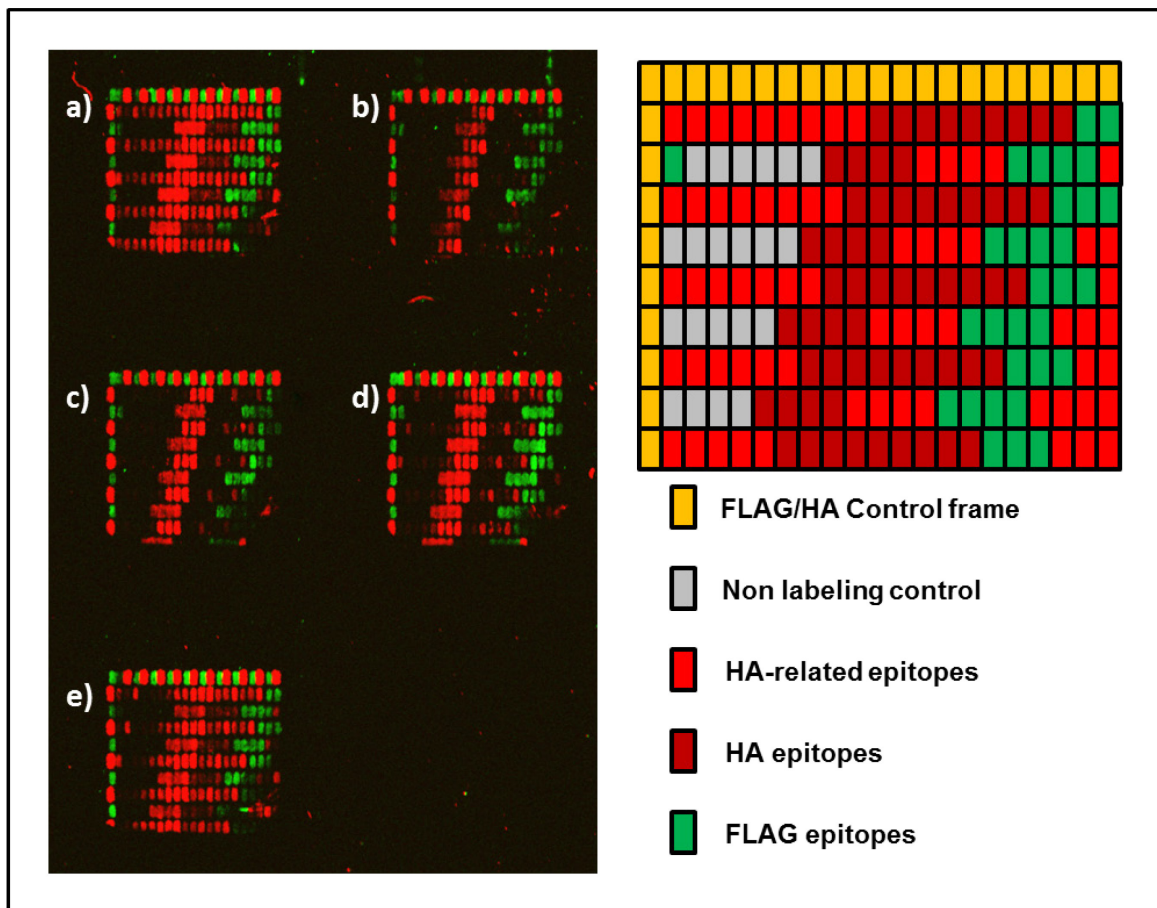 a)
b)
c)
d)
e)
FLAG/HA Control frame
Non labeling control
HA-related epitopes
HA epitopes
FLAG epitopes